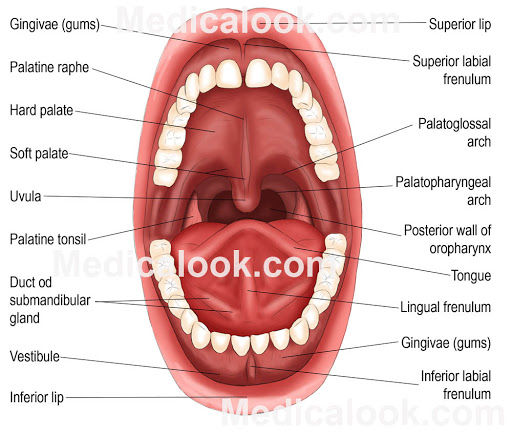 Medicalook.com
Gingivae (gums)
Palatine raphe
Hard palate
Soft palate
Uvula
Palatine tonsil
Duct od
submandibular
gland
Vestibule
Inferior lip
Superior lip
Superior labial
frenulum
Palatoglossal
arch
Palatopharyngeal
arch
Posterior wall of
oropharynx
Tongue
Lingual frenulum
Gingivae (gums)
Inferior labial
frenulum
Medicalook.com
Medicalook.com